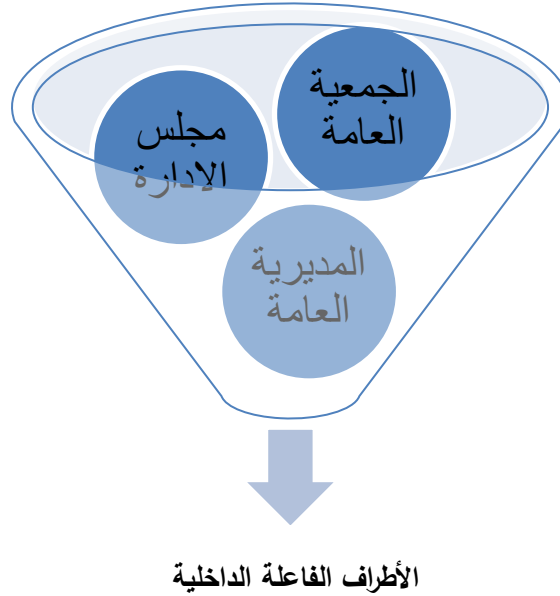 الجمعية
العامة
مجلس
الادارة
المديرية
العامة
الأطراف الفاعلة الداخلية